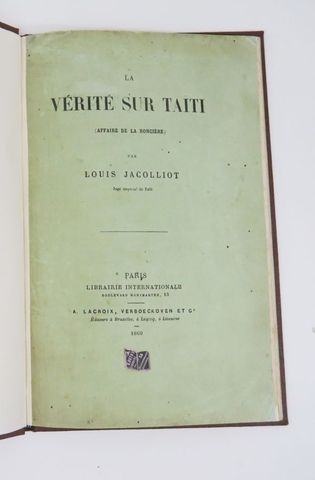 LA
VÉRITÉ SUR TAITI
(AFFAIRE DE LA RONCIÈRE)
PAR
LOUIS JACOLLIOT
Juge impérial de Taïti
PARIS
LIBRAIRIE INTERNATIONALE
BOULEVARD MONTMARTRE, 15
A. LACROIX, VERBOECKHOVEN ET Cⁱᵉ
Éditeurs à Bruxelles, à Leipzig, à Livourne
1869